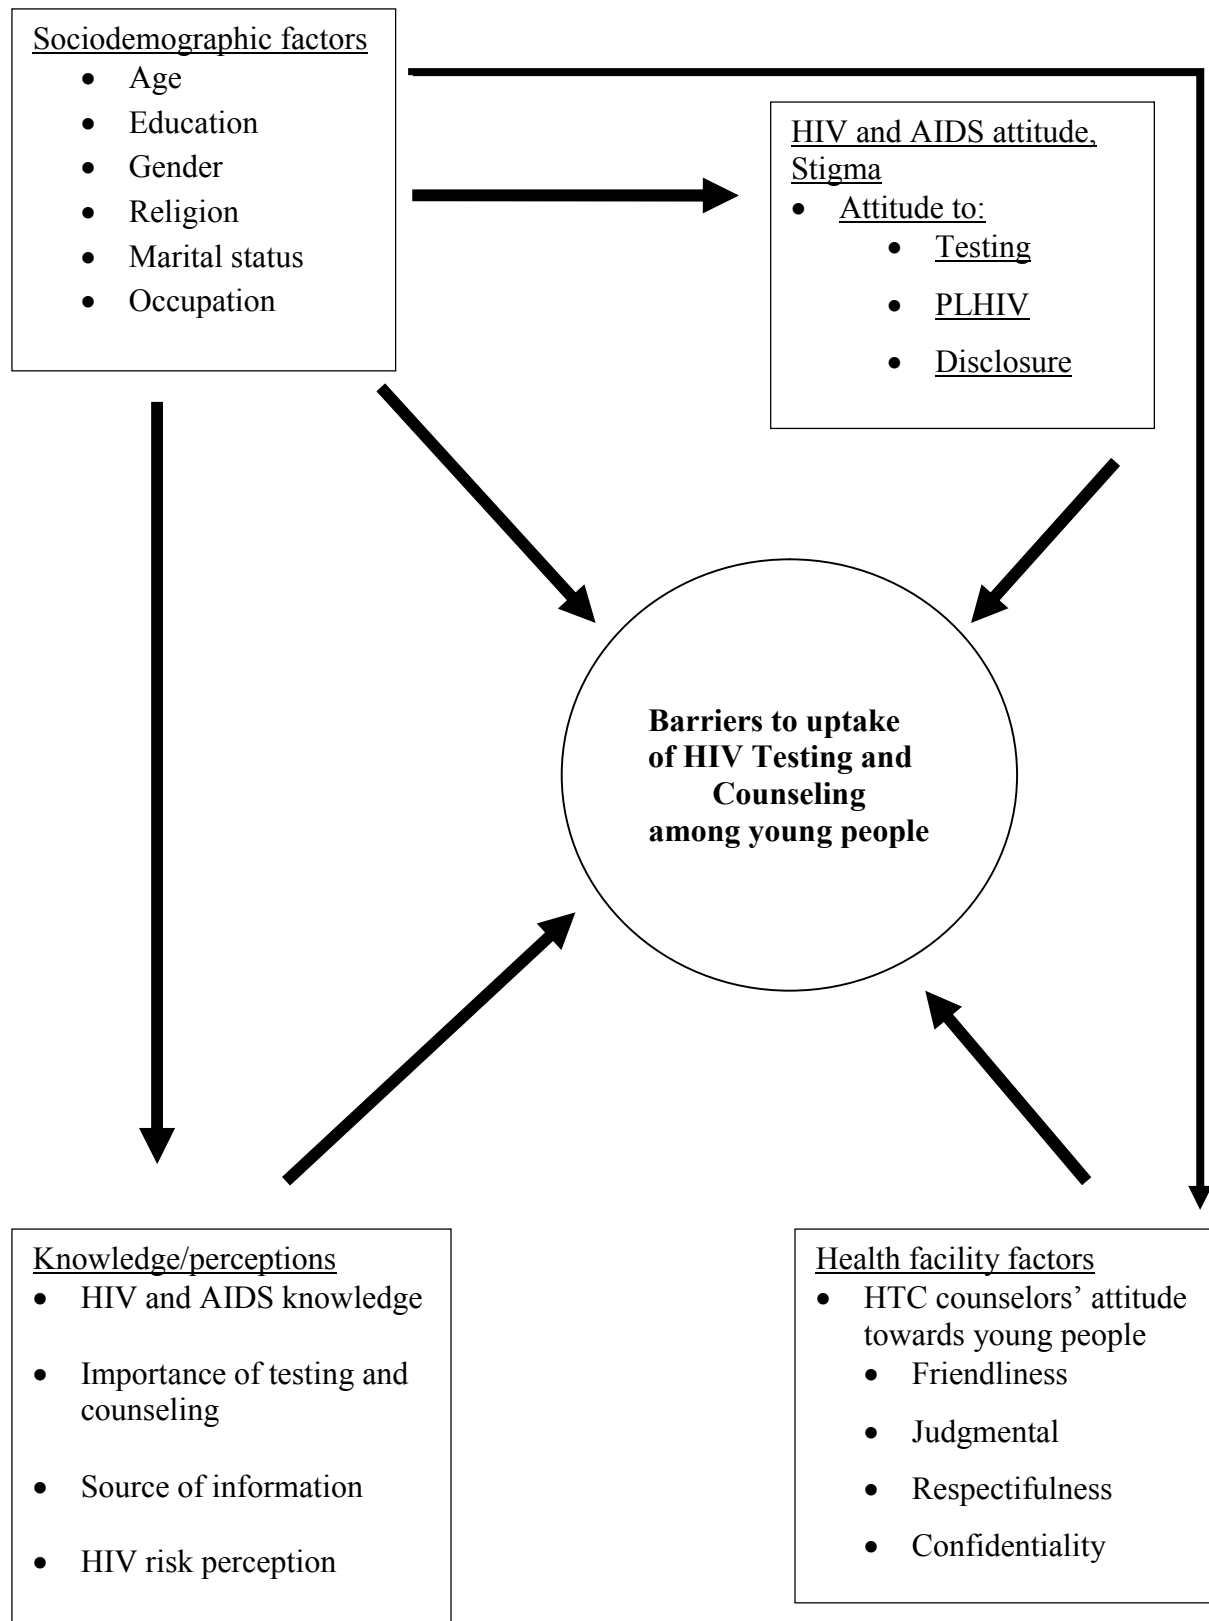 Sociodemographic factors
• Age
• Education
• Gender
• Religion
• Marital status
• Occupation
HIV and AIDS attitude,
Stigma
• Attitude to:
• Testing
• PLHIV
• Disclosure
Barriers to uptake
of HIV Testing and
Counseling
among young people
Knowledge/perceptions
• HIV and AIDS knowledge
• Importance of testing and
counseling
• Source of information
• HIV risk perception
Health facility factors
• HTC counselors’ attitude
towards young people
• Friendliness
• Judgmental
• Respectifulness
• Confidentiality